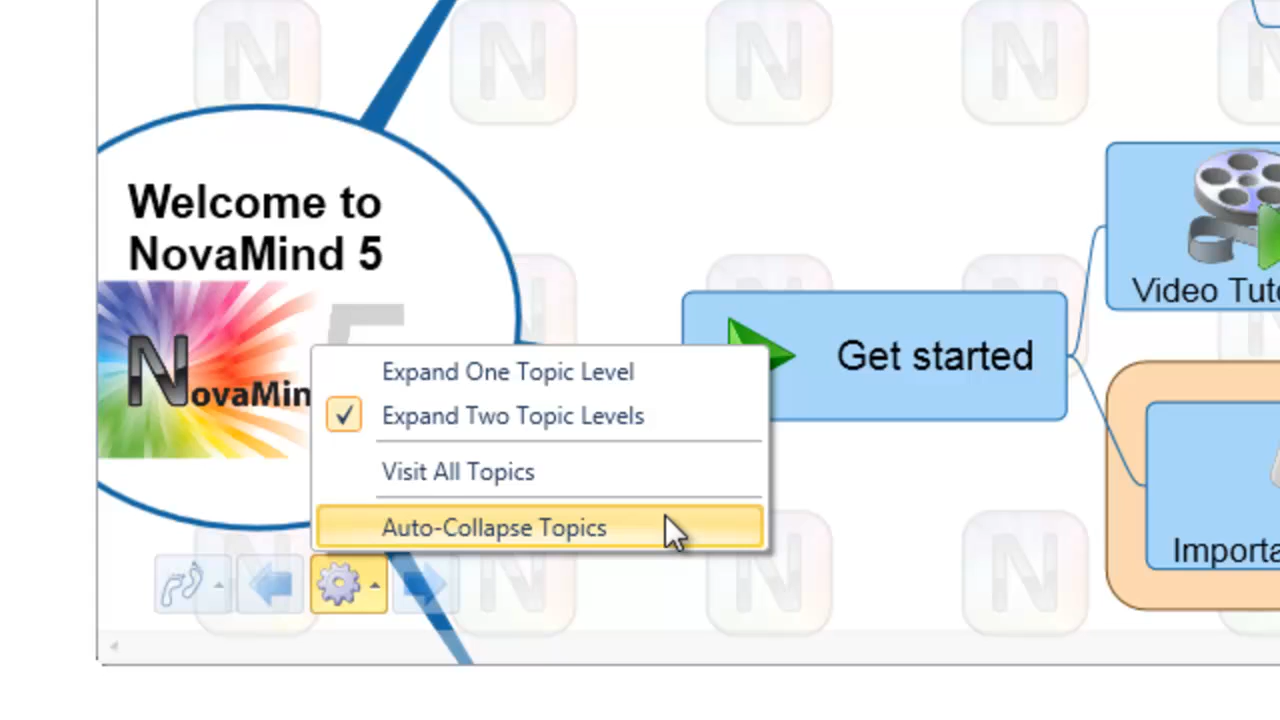 Welcome to
NovaMind 5
NovaMin
Expand One Topic Level
Expand Two Topic Levels
Visit All Topics
Auto-Collapse Topics
Get started
Video Tut
Importa